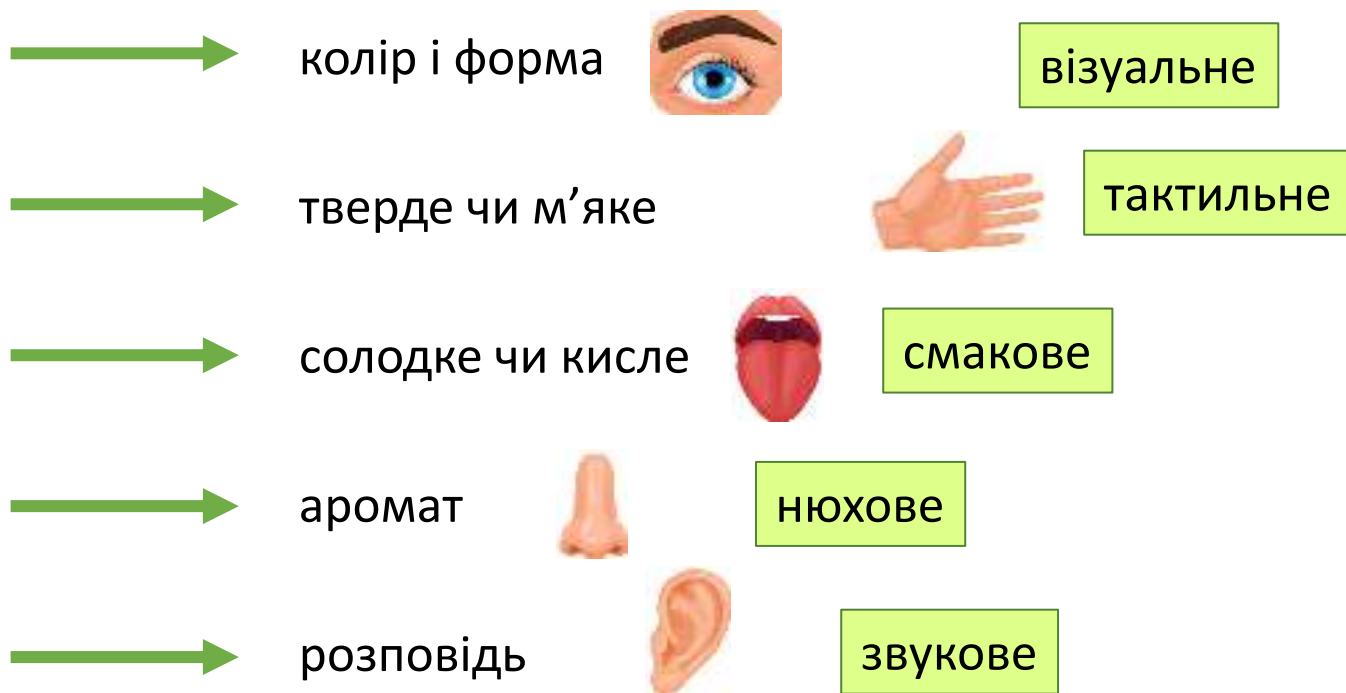 колір і форма візуальне
тверде чи м’яке тактильне
солодке чи кисле смакове
аромат нюхове
розповідь звукове